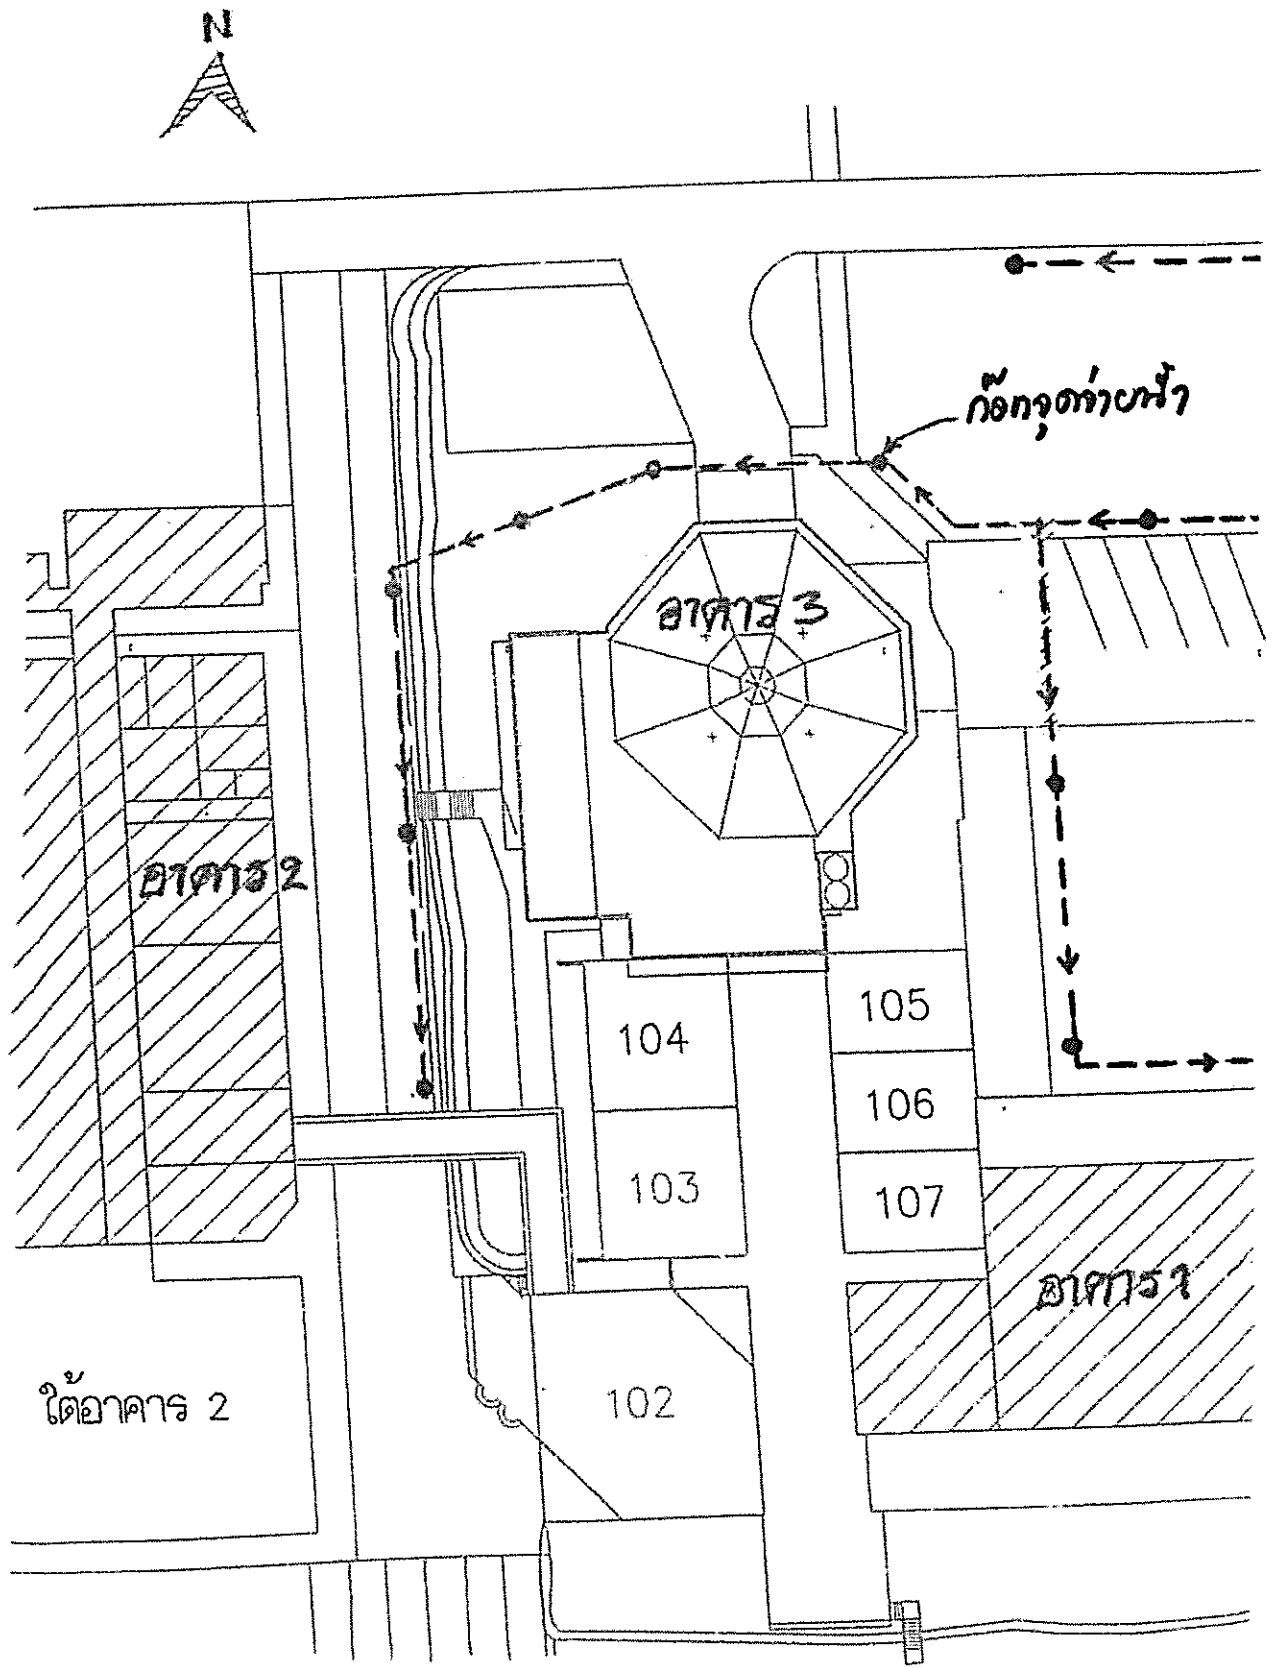 N
ก๊อกจุดจ่ายน้ำ
อาคาร 3
อาคาร 2
105
104
106
103
107
อาคาร 1
ใต้อาคาร 2
102